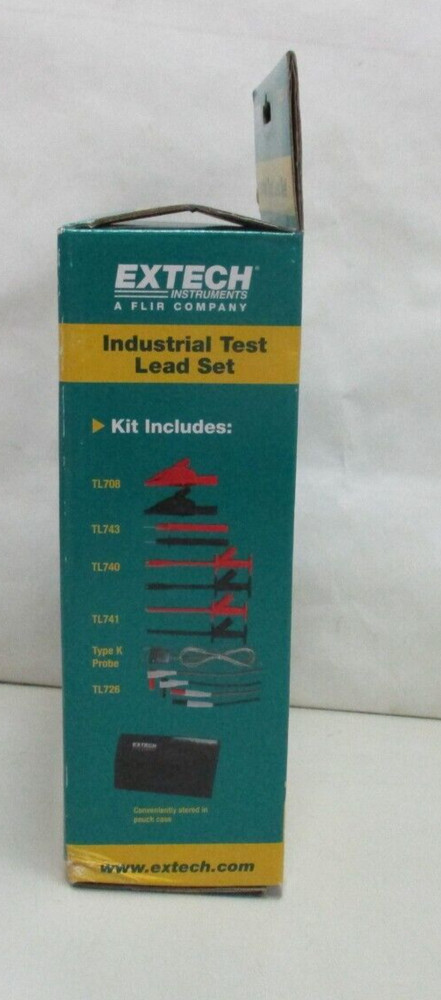 EXTECH®
INSTRUMENTS
A FLIR COMPANY
Industrial Test
Lead Set
Kit Includes:
TL708
TL743
TL740
TL741
Type K
Probe
TL726
EXTECH
Conveniently stored in
pouch case
www.extech.com